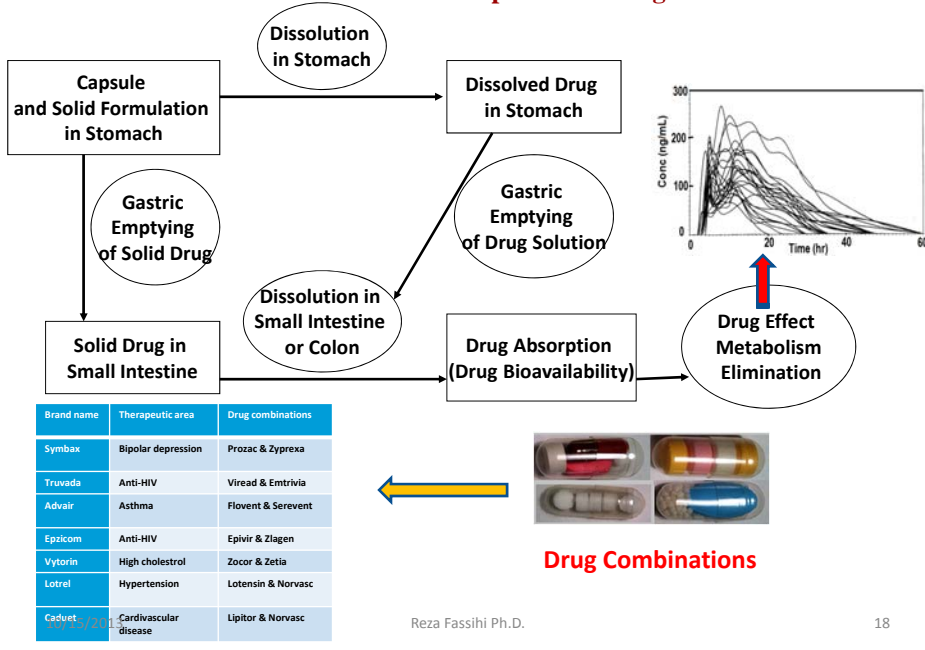 Dissolution
in Stomach
Capsule
and Solid Formulation
in Stomach
Dissolved Drug
in Stomach
300
200
100
0
Conc (ng/mL)
20
40
60
Time (hr)
Gastric
Emptying
of Solid Drug
Gastric
Emptying
of Drug Solution
Dissolution in
Small Intestine
or Colon
Solid Drug in
Small Intestine
Drug Absorption
(Drug Bioavailability)
Drug Effect
Metabolism
Elimination
Brand name Therapeutic area Drug combinations
Symbax Bipolar depression Prozac & Zyprexa
Truvada Anti-HIV Viread & Emtrivia
Advair Asthma Flovent & Serevent
Epzicom Anti-HIV Epivir & Zlagen
Vytorin High cholestrol Zocor & Zetia
Lotrel Hypertension Lotensin & Norvasc
Caduet Cardivascular Lipitor & Norvasc
disease
Drug Combinations
10/15/2013
Reza Fassihi Ph.D.
18